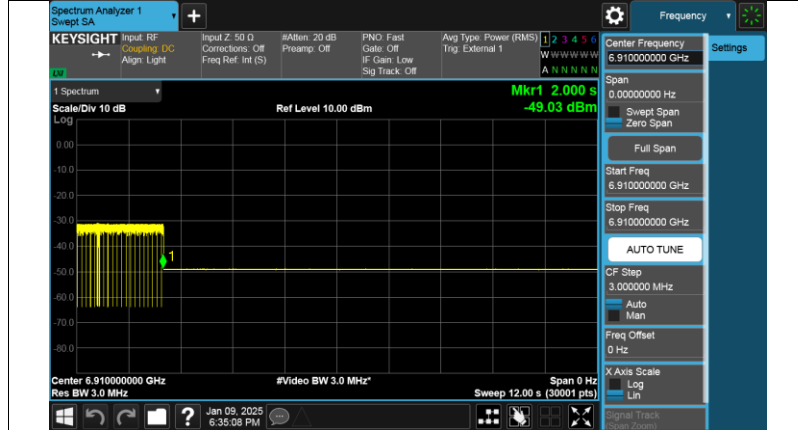 Spectrum Analyzer 1
Swept SA
+
Frequency
KEYSIGHT
Input: RF
Coupling: DC
Align: Light
Input Z: 50 Ω
Corrections: Off
Freq Ref: Int (S)
#Atten: 20 dB
Preamp: Off
PNO: Fast
Gate: Off
IF Gain: Low
Sig Track: Off
Avg Type: Power (RMS)
Trig: External 1
1 2 3 4 5 6
W W W W W W
A N N N N N
LXI
1 Spectrum
Scale/Div 10 dB
Ref Level 10.00 dBm
Mkr1 2.000 s
-49.03 dBm
Log
0.00
-10.0
-20.0
-30.0
-40.0
-50.0
-60.0
-70.0
-80.0
1
Center 6.910000000 GHz
Res BW 3.0 MHz
#Video BW 3.0 MHz*
Span 0 Hz
Sweep 12.00 s (30001 pts)
Center Frequency
6.910000000 GHz
Span
0.00000000 Hz
Swept Span
Zero Span
Full Span
Start Freq
6.910000000 GHz
Stop Freq
6.910000000 GHz
AUTO TUNE
CF Step
3.000000 MHz
Auto
Man
Freq Offset
0 Hz
X Axis Scale
Log
Lin
Signal Track
(Span Zoom)
Settings
?
Jan 09, 2025
6:35:08 PM